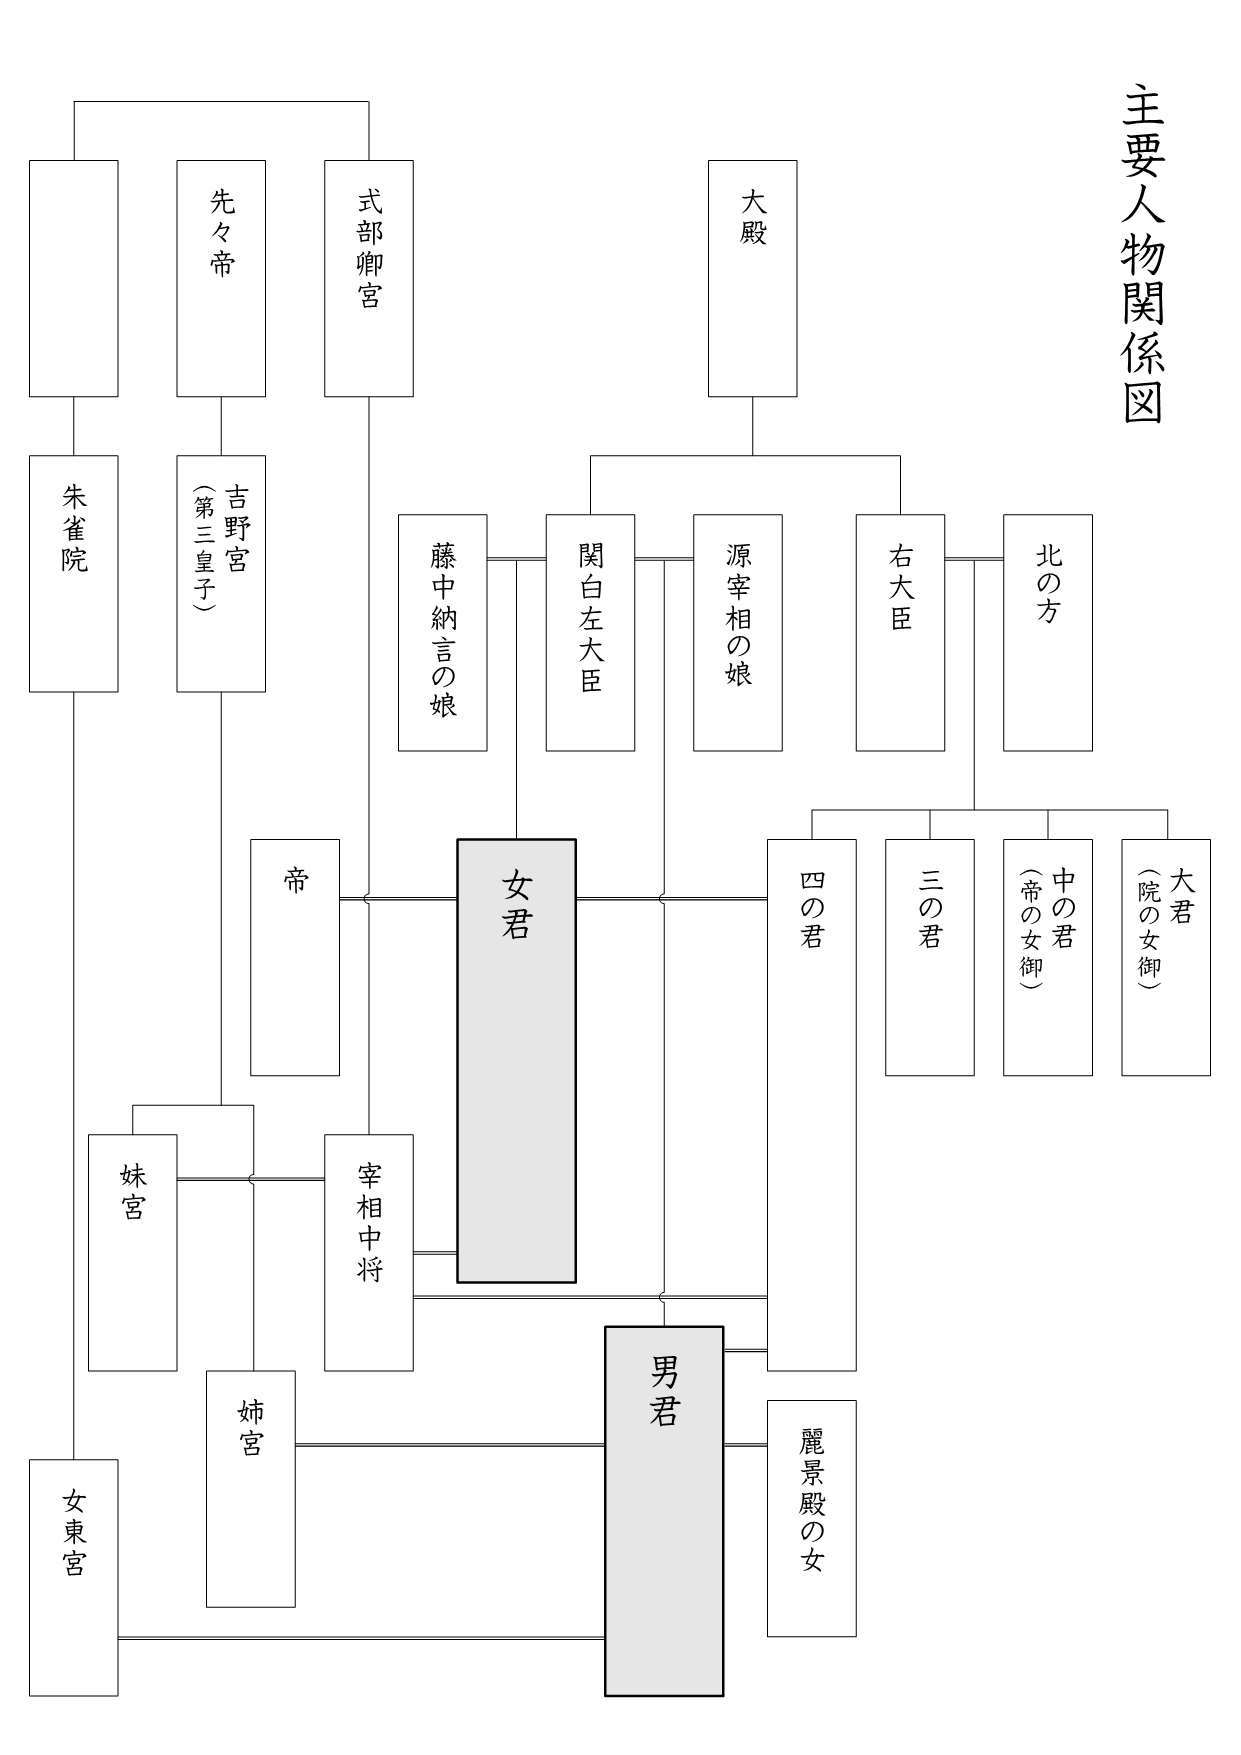 主要人物関係図
大殿
式部卿宮
先々帝
北の方
右大臣
源宰相の娘
関白左大臣
藤中納言の娘
吉野宮
（第三皇子）
朱雀院
大君
（院の女御）
中の君
（帝の女御）
三の君
四の君
女君
帝
宰相中将
妹宮
麗景殿の女
男君
姉宮
女東宮